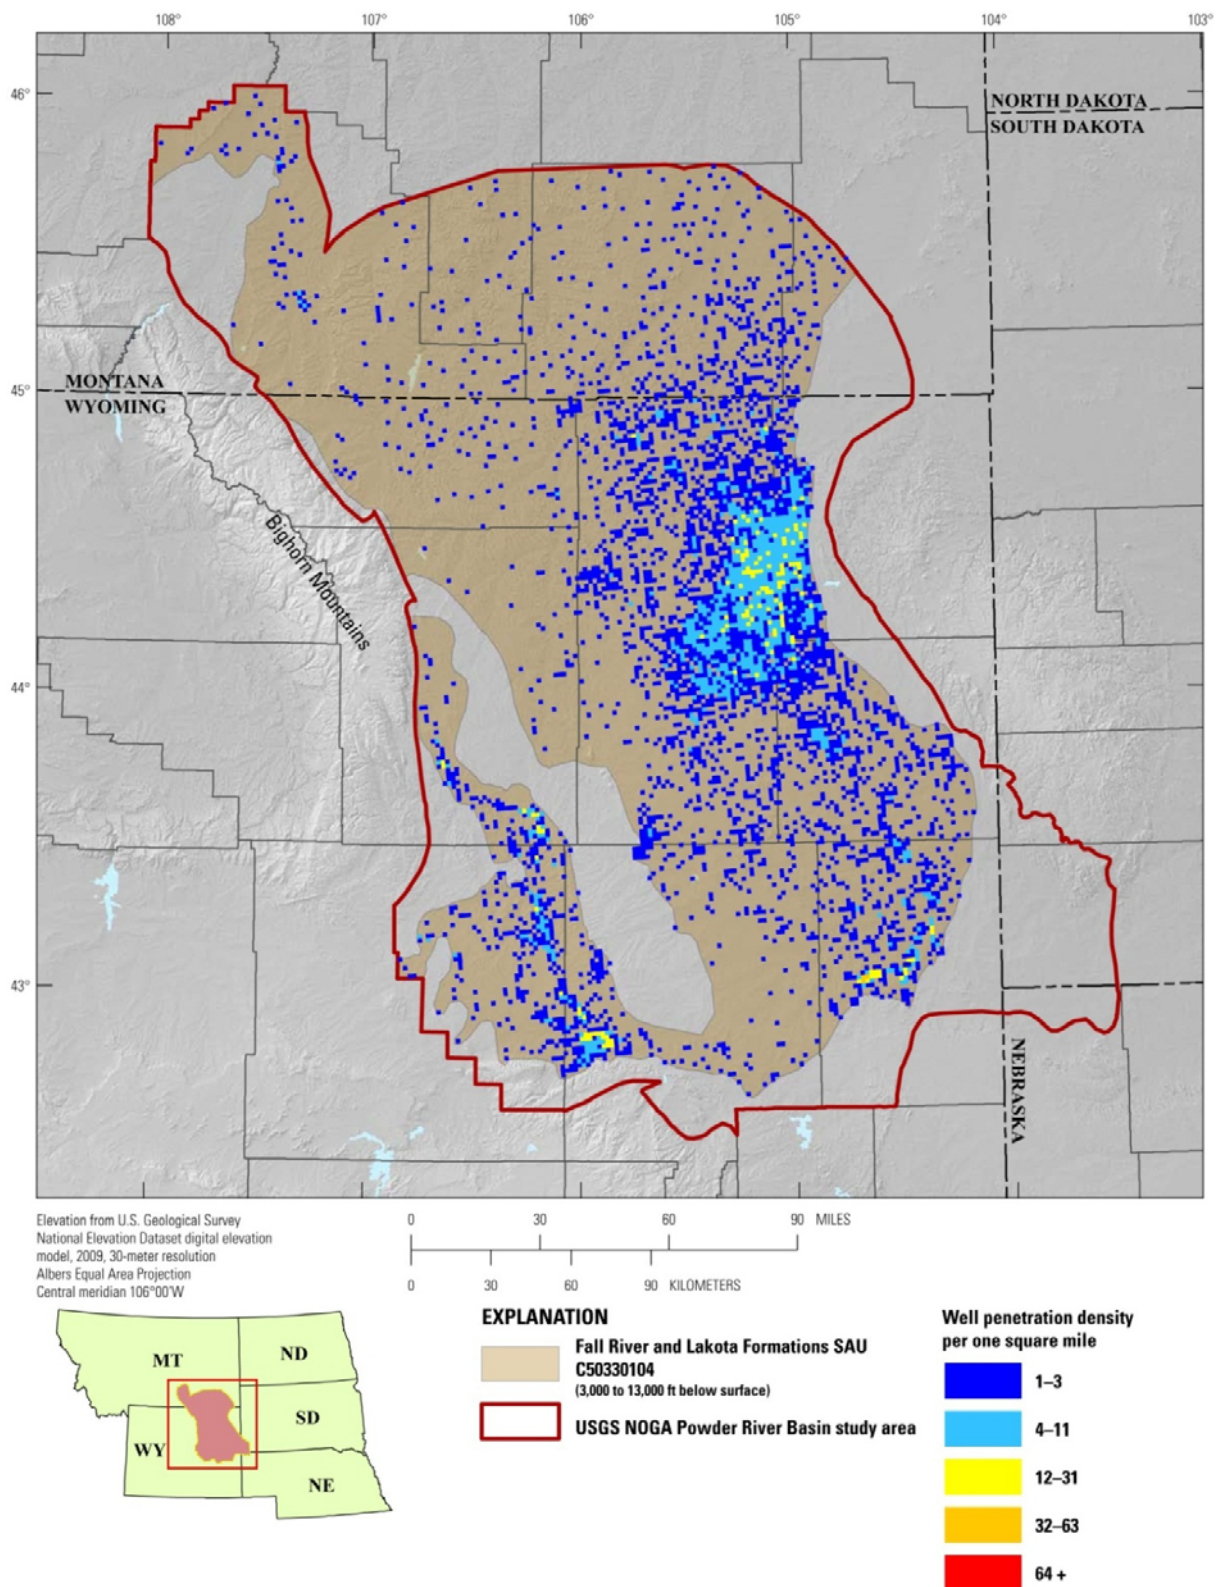 108° 107° 106° 105° 104° 103°
46°
NORTH DAKOTA
SOUTH DAKOTA
45°
MONTANA
WYOMING
Bighorn Mountains
44°
43°
NEBRASKA
Elevation from U.S. Geological Survey
National Elevation Dataset digital elevation
model, 2009, 30-meter resolution
Albers Equal Area Projection
Central meridian 106°00'W
0 30 60 90 MILES
0 30 60 90 KILOMETERS
MT
ND
SD
WY
NE
EXPLANATION
Fall River and Lakota Formations SAU
C50330104
(3,000 to 13,000 ft below surface)
USGS NOGA Powder River Basin study area
Well penetration density
per one square mile
1–3
4–11
12–31
32–63
64 +